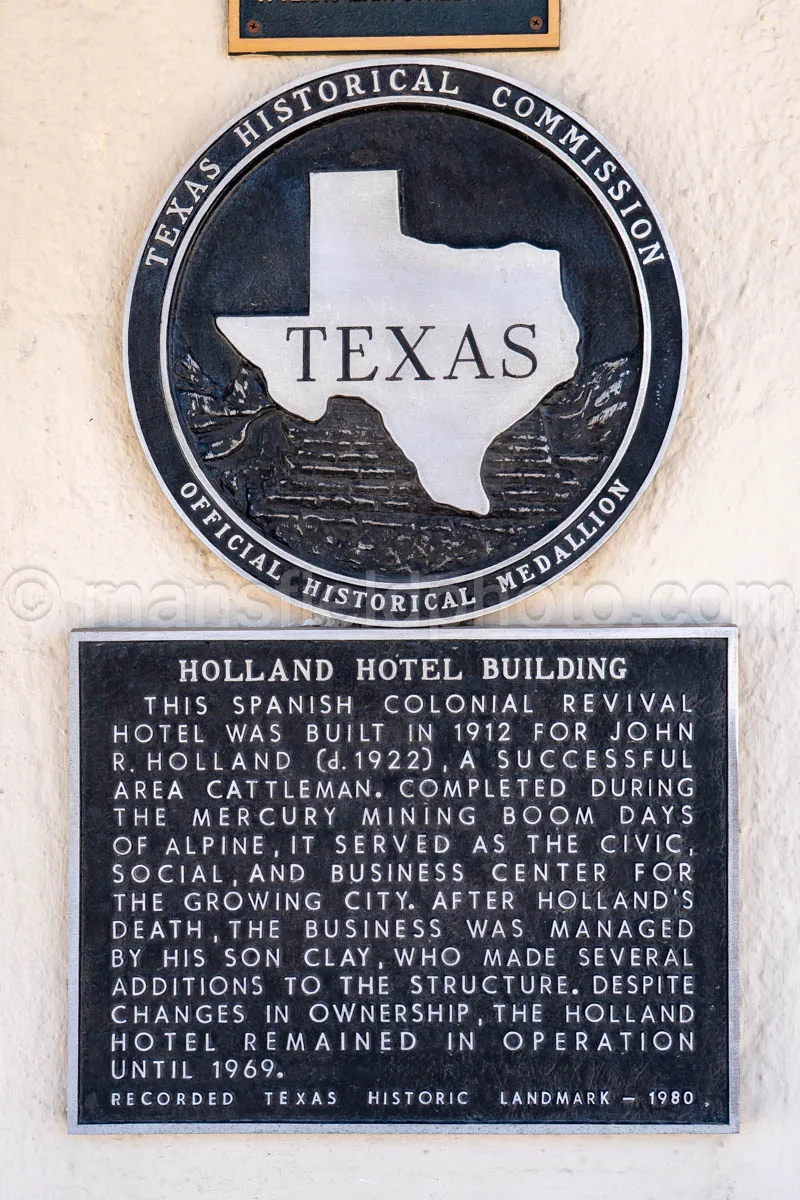 TEXAS HISTORICAL COMMISSION
TEXAS
OFFICIAL HISTORICAL MEDALLION
© mansfieldphoto.com
HOLLAND HOTEL BUILDING
THIS SPANISH COLONIAL REVIVAL
HOTEL WAS BUILT IN 1912 FOR JOHN
R. HOLLAND (d. 1922), A SUCCESSFUL
AREA CATTLEMAN. COMPLETED DURING
THE MERCURY MINING BOOM DAYS
OF ALPINE, IT SERVED AS THE CIVIC,
SOCIAL, AND BUSINESS CENTER FOR
THE GROWING CITY. AFTER HOLLAND'S
DEATH, THE BUSINESS WAS MANAGED
BY HIS SON CLAY, WHO MADE SEVERAL
ADDITIONS TO THE STRUCTURE. DESPITE
CHANGES IN OWNERSHIP, THE HOLLAND
HOTEL REMAINED IN OPERATION
UNTIL 1969.
RECORDED TEXAS HISTORIC LANDMARK – 1980